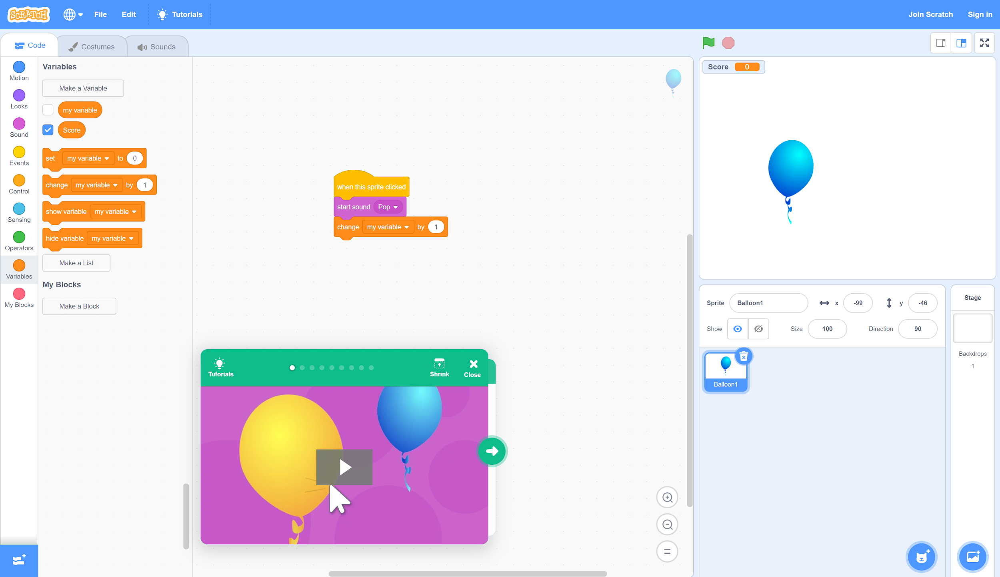 SCRATCH File Edit Tutorials Join Scratch Sign in
Code Costumes Sounds
Motion
Looks
Sound
Events
Control
Sensing
Operators
Variables
My Blocks
Variables
Make a Variable
my variable
Score
set my variable to 0
change my variable by 1
show variable my variable
hide variable my variable
Make a List
My Blocks
Make a Block
when this sprite clicked
start sound Pop
change my variable by 1
Tutorials Shrink Close
Score 0
Sprite Balloon1 x -99 y -46
Show Size 100 Direction 90
Balloon1
Stage
Backdrops
1